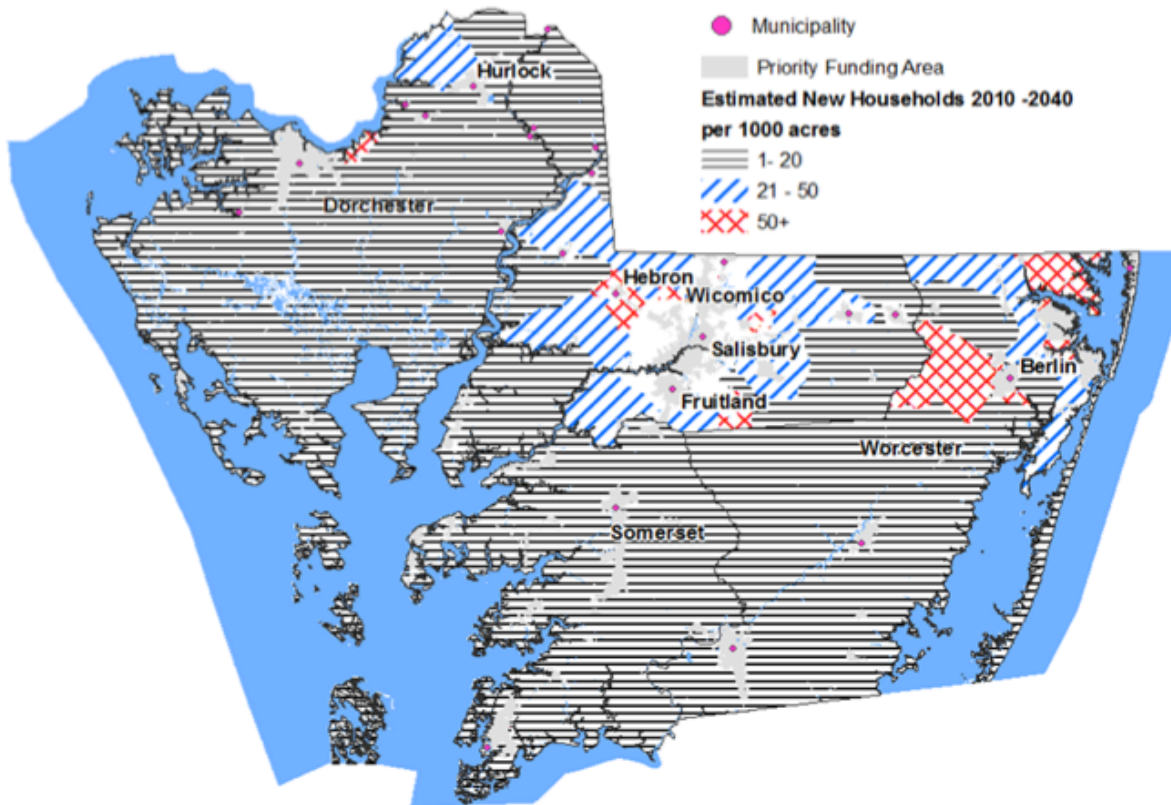 Municipality
Priority Funding Area
Estimated New Households 2010 -2040
per 1000 acres
1- 20
21 - 50
50+
Hurlock
Dorchester
Hebron
Wicomico
Salisbury
Berlin
Fruitland
Worcester
Somerset